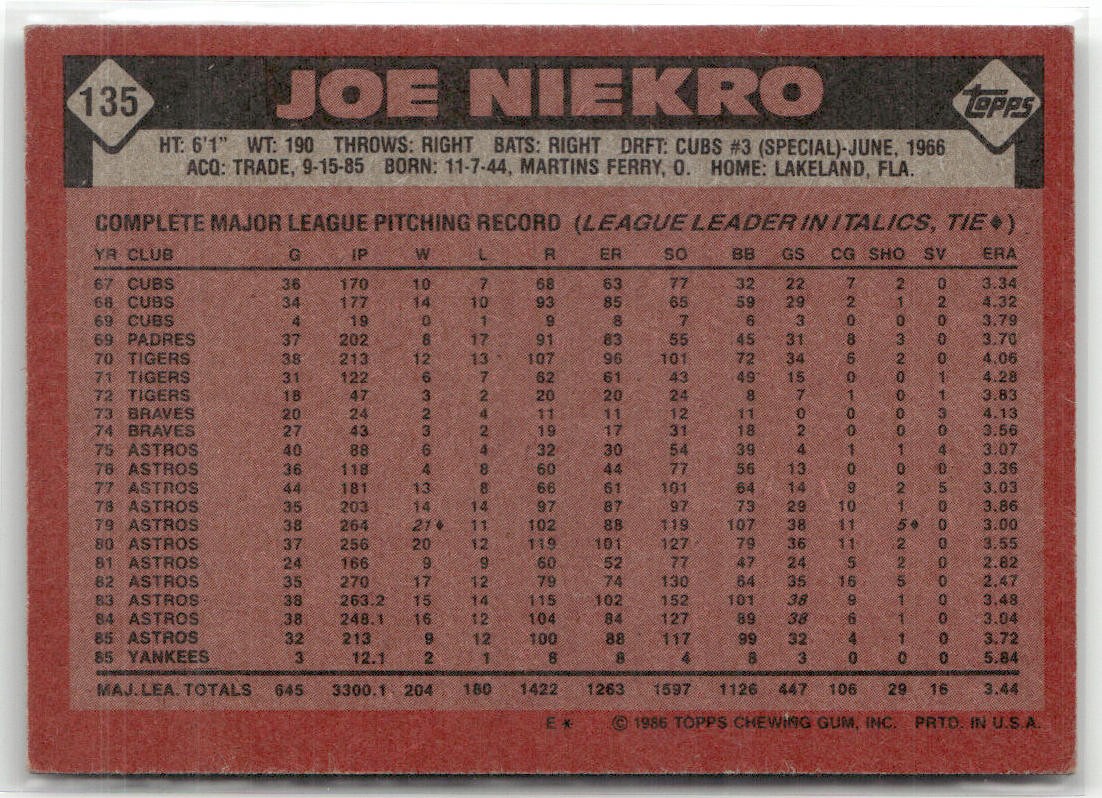 135 JOE NIEKRO Topps
HT: 6'1" WT: 190 THROWS: RIGHT BATS: RIGHT DRFT: CUBS #3 (SPECIAL)-JUNE, 1966
ACQ: TRADE, 9-15-85 BORN: 11-7-44, MARTINS FERRY, O. HOME: LAKELAND, FLA.
COMPLETE MAJOR LEAGUE PITCHING RECORD (LEAGUE LEADER IN ITALICS, TIE♦)
YR CLUB G IP W L R ER SO BB GS CG SHO SV ERA
67 CUBS 36 170 10 7 68 63 77 32 22 7 2 0 3.34
68 CUBS 34 177 14 10 93 85 65 59 29 2 1 2 4.32
69 CUBS 4 19 0 1 9 8 7 6 3 0 0 0 3.79
69 PADRES 37 202 8 17 91 83 55 45 31 8 3 0 3.70
70 TIGERS 38 213 12 13 107 96 101 72 34 6 2 0 4.06
71 TIGERS 31 122 6 7 62 61 43 49 15 0 0 1 4.28
72 TIGERS 18 47 3 2 20 20 24 8 7 1 0 1 3.83
73 BRAVES 20 24 2 4 11 11 12 11 0 0 0 3 4.13
74 BRAVES 27 43 3 2 19 17 31 18 2 0 0 0 3.56
75 ASTROS 40 88 6 4 32 30 54 39 4 1 1 4 3.07
76 ASTROS 36 118 4 8 60 44 77 56 13 0 0 0 3.36
77 ASTROS 44 181 13 8 66 61 101 64 14 9 2 5 3.03
78 ASTROS 35 203 14 14 97 87 97 73 29 10 1 0 3.86
79 ASTROS 38 264 21♦ 11 102 88 119 107 38 11 5♦ 0 3.00
80 ASTROS 37 256 20 12 119 101 127 79 36 11 2 0 3.55
81 ASTROS 24 166 9 9 60 52 77 47 24 5 2 0 2.82
82 ASTROS 35 270 17 12 79 74 130 64 35 16 5 0 2.47
83 ASTROS 38 263.2 15 14 115 102 152 101 38 9 1 0 3.48
84 ASTROS 38 248.1 16 12 104 84 127 89 38 6 1 0 3.04
85 ASTROS 32 213 9 12 100 88 117 99 32 4 1 0 3.72
85 YANKEES 3 12.1 2 1 8 8 4 8 3 0 0 0 5.84
MAJ. LEA. TOTALS 645 3300.1 204 180 1422 1263 1597 1126 447 106 29 16 3.44
E * © 1986 TOPPS CHEWING GUM, INC. PRTD. IN U.S.A.